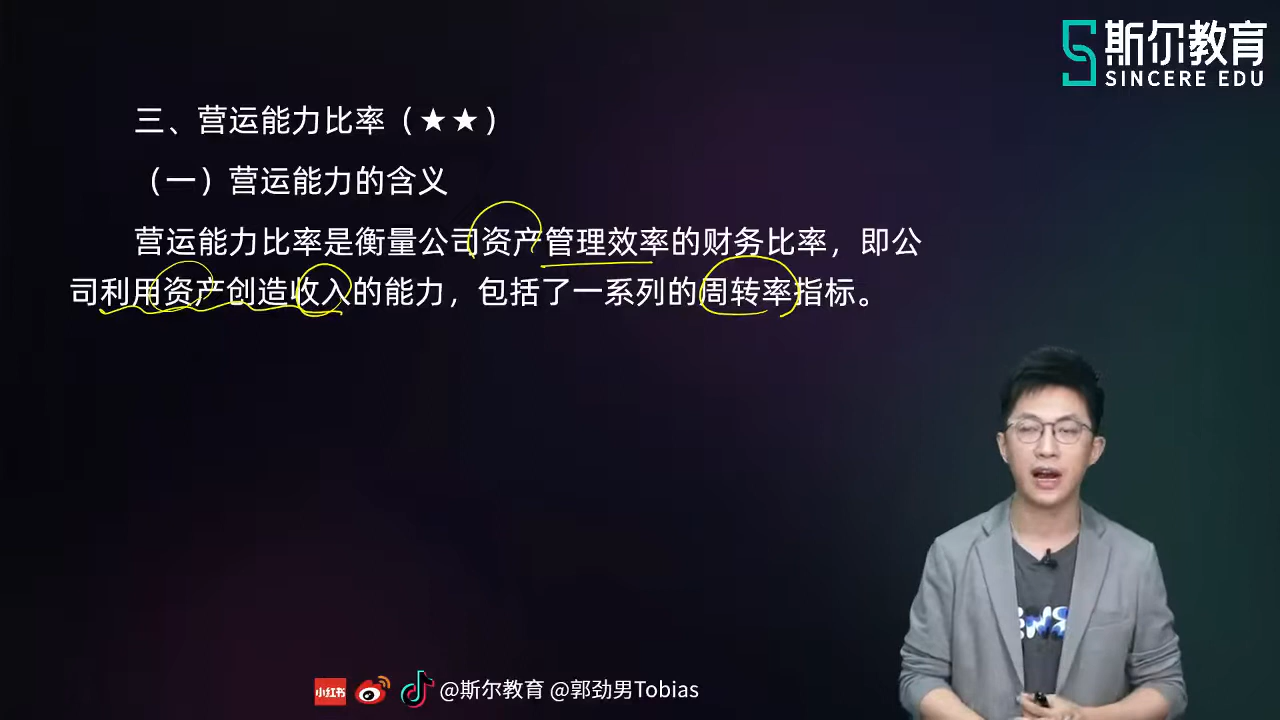 斯尔教育
SINCERE EDU
三、营运能力比率（★★）
（一）营运能力的含义
营运能力比率是衡量公司资产管理效率的财务比率，即公
司利用资产创造收入的能力，包括了一系列的周转率指标。
小红书 @斯尔教育 @郭劲男Tobias